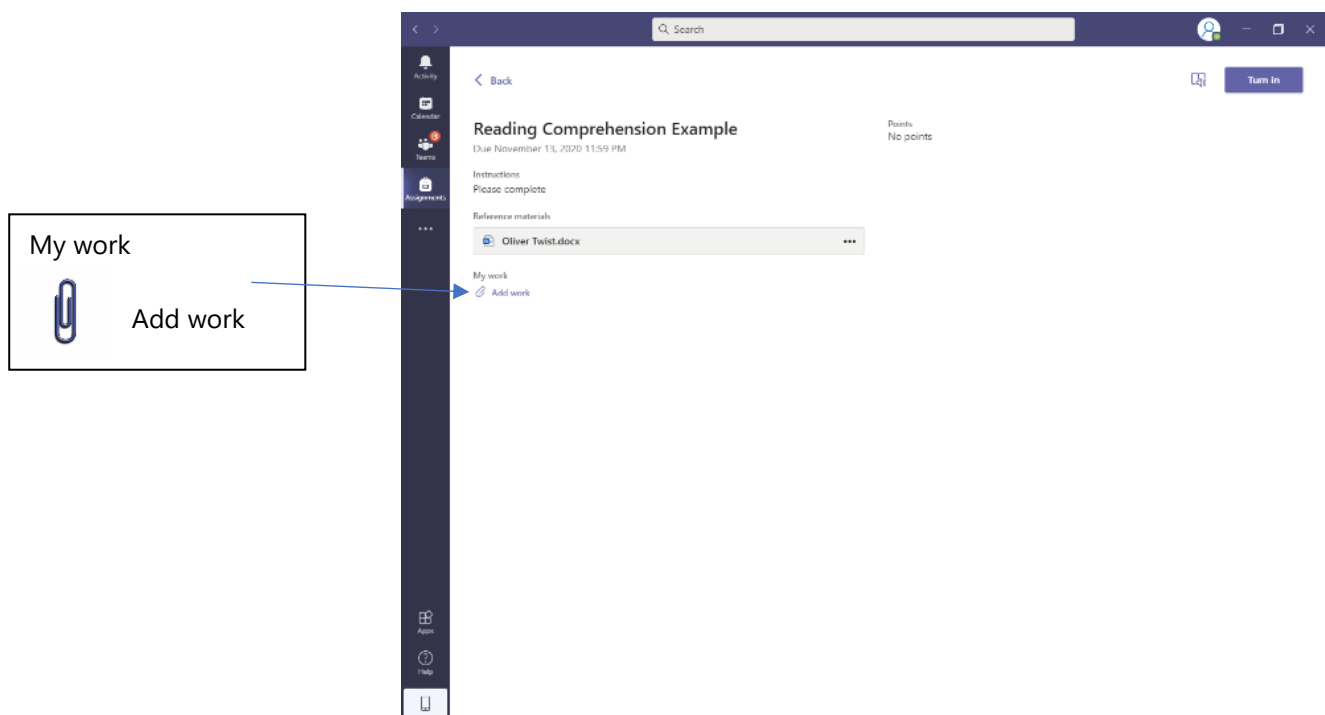 My work
Add work
Search
Activity
Calendar
Teams
Assignments
Apps
Help
Back
Turn in
Reading Comprehension Example
Due November 13, 2020 11:59 PM
Points
No points
Instructions
Please complete
Reference materials
Oliver Twist.docx
My work
Add work